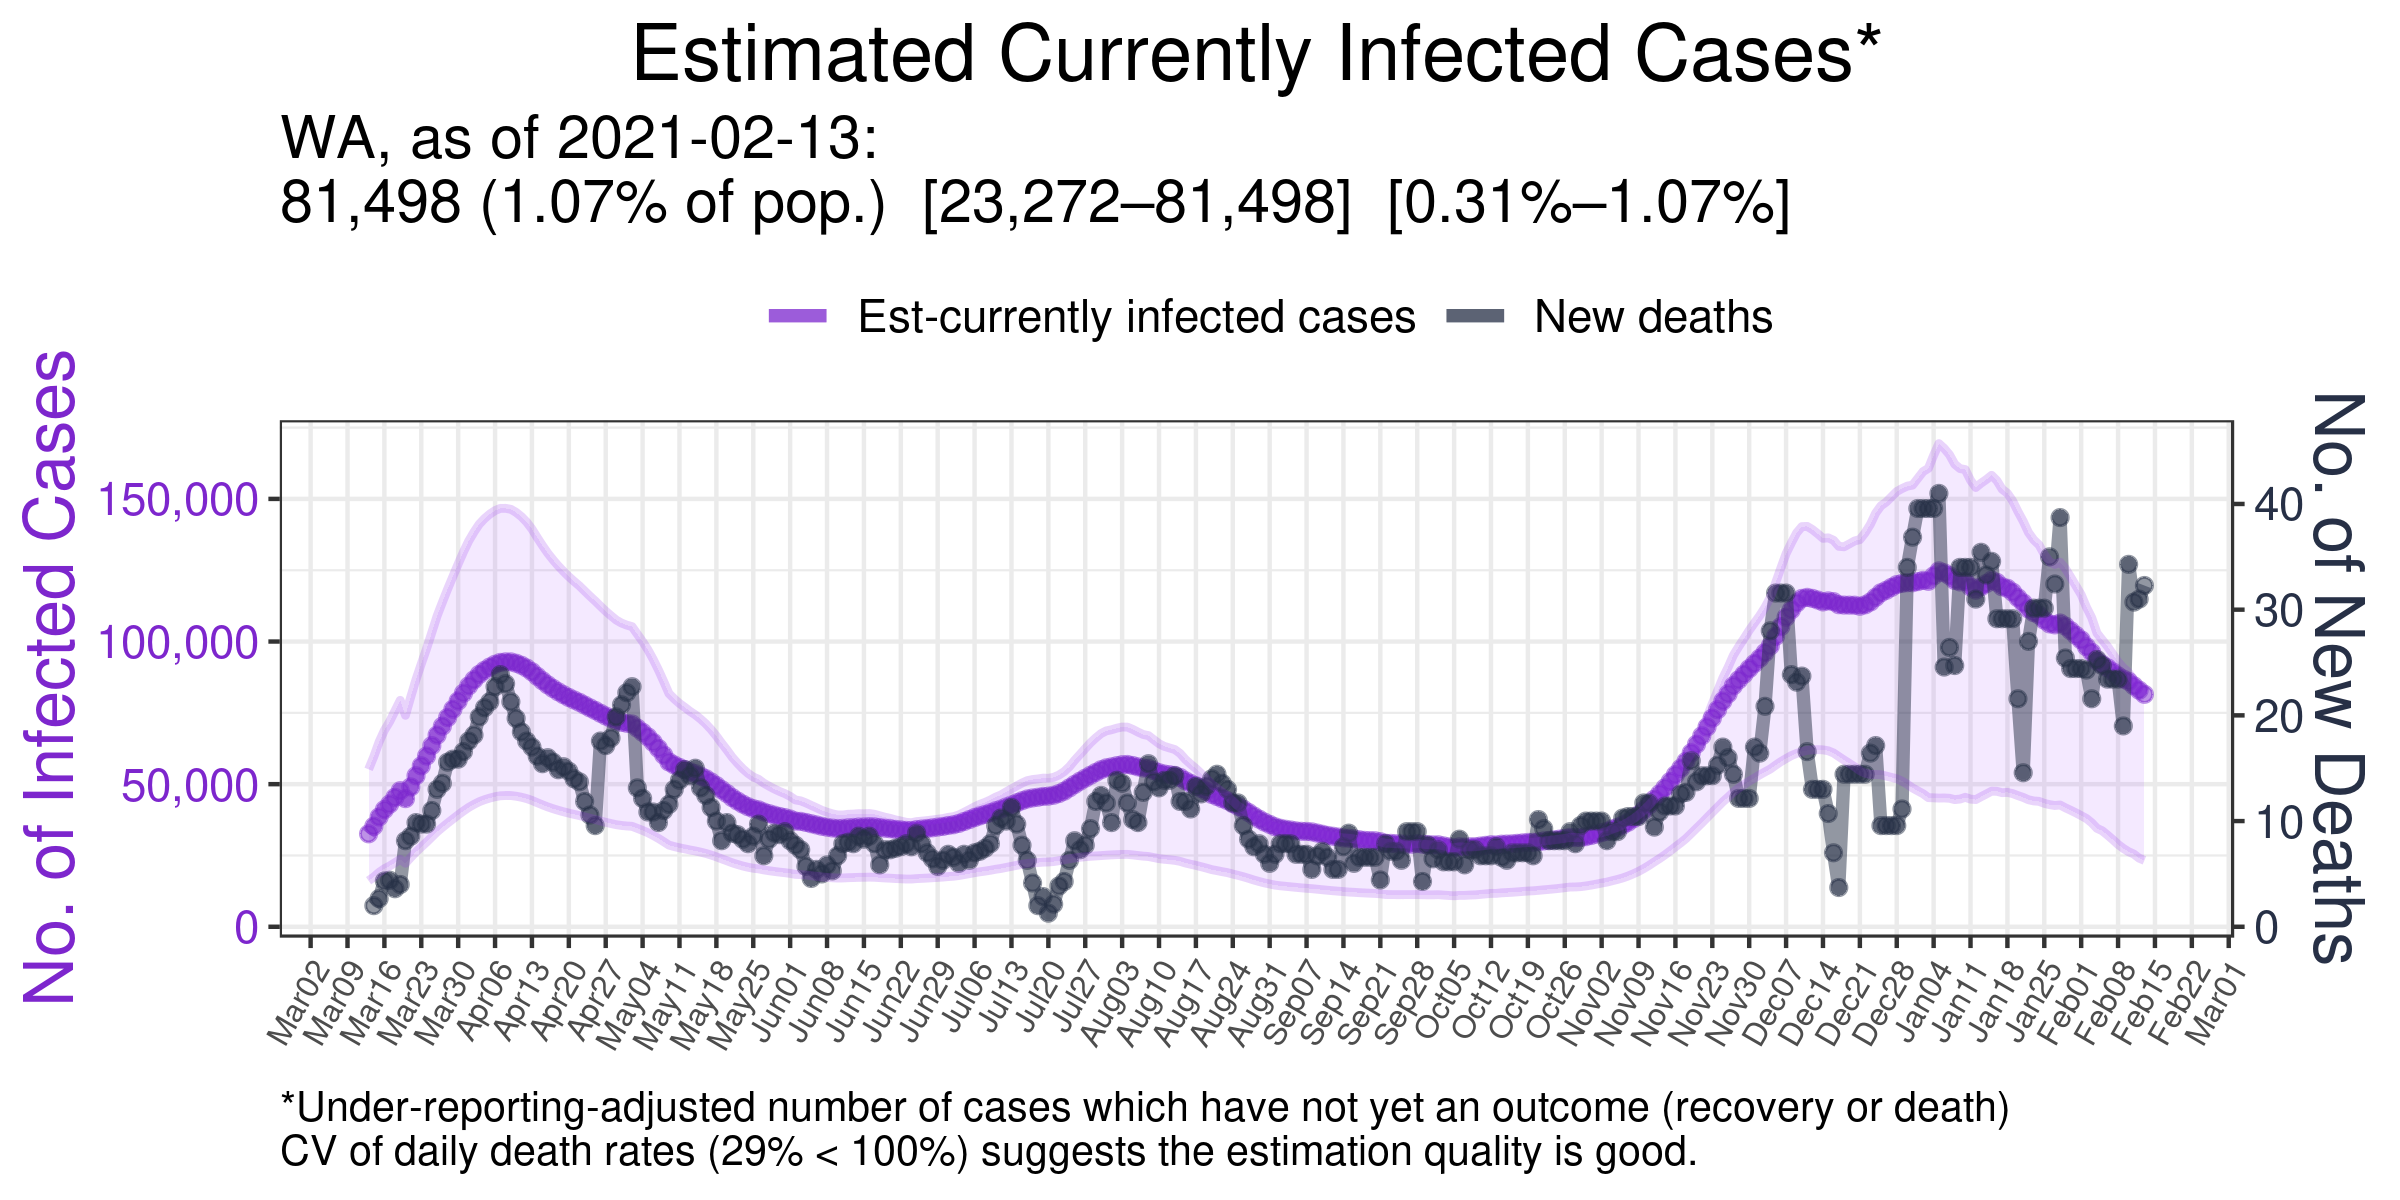 Estimated Currently Infected Cases*
WA, as of 2021-02-13:
81,498 (1.07% of pop.) [23,272–81,498] [0.31%–1.07%]
Est-currently infected cases New deaths
No. of Infected Cases
150,000
100,000
50,000
0
No. of New Deaths
40
30
20
10
0
Mar02 Mar09 Mar16 Mar23 Mar30 Apr06 Apr13 Apr20 Apr27 May04 May11 May18 May25 Jun01 Jun08 Jun15 Jun22 Jun29 Jul06 Jul13 Jul20 Jul27 Aug03 Aug10 Aug17 Aug24 Aug31 Sep07 Sep14 Sep21 Sep28 Oct05 Oct12 Oct19 Oct26 Nov02 Nov09 Nov16 Nov23 Nov30 Dec07 Dec14 Dec21 Dec28 Jan04 Jan11 Jan18 Jan25 Feb01 Feb08 Feb15 Feb22 Mar01
*Under-reporting-adjusted number of cases which have not yet an outcome (recovery or death)
CV of daily death rates (29% < 100%) suggests the estimation quality is good.